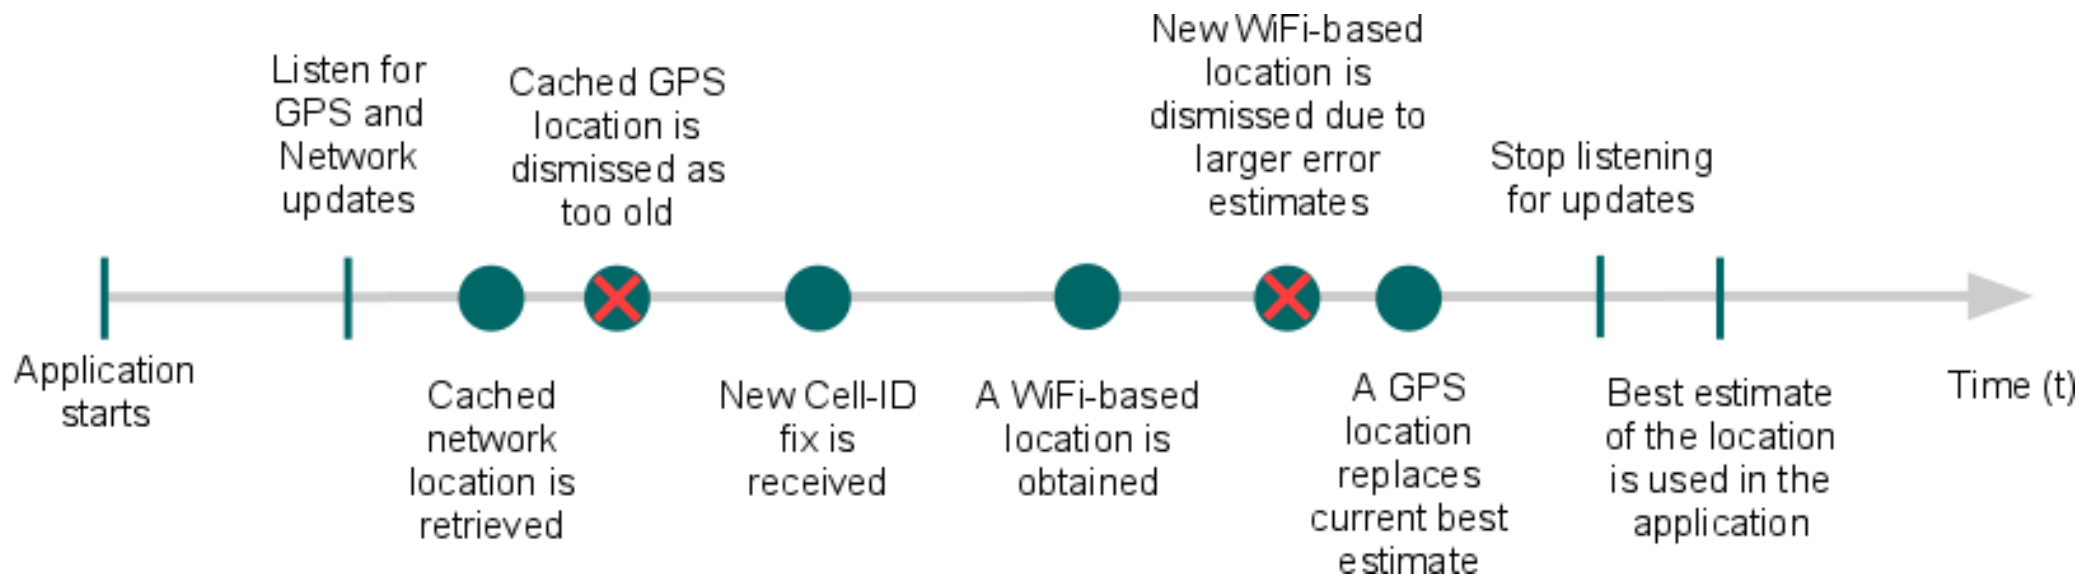 Application
starts
Listen for
GPS and
Network
updates
Cached
network
location is
retrieved
Cached GPS
location is
dismissed as
too old
New Cell-ID
fix is
received
A WiFi-based
location is
obtained
New WiFi-based
location is
dismissed due to
larger error
estimates
A GPS
location
replaces
current best
estimate
Stop listening
for updates
Best estimate
of the location
is used in the
application
Time (t)